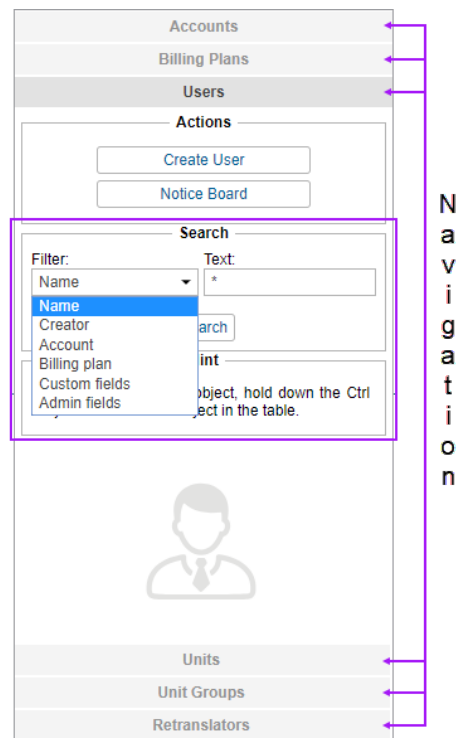 Accounts
Billing Plans
Users
Actions
Create User
Notice Board
Search
Filter: Text:
Name *
Name
Creator
Account
Billing plan
Custom fields
Admin fields
arch
int
object, hold down the Ctrl
ject in the table.
Units
Unit Groups
Retranslators
Navigation